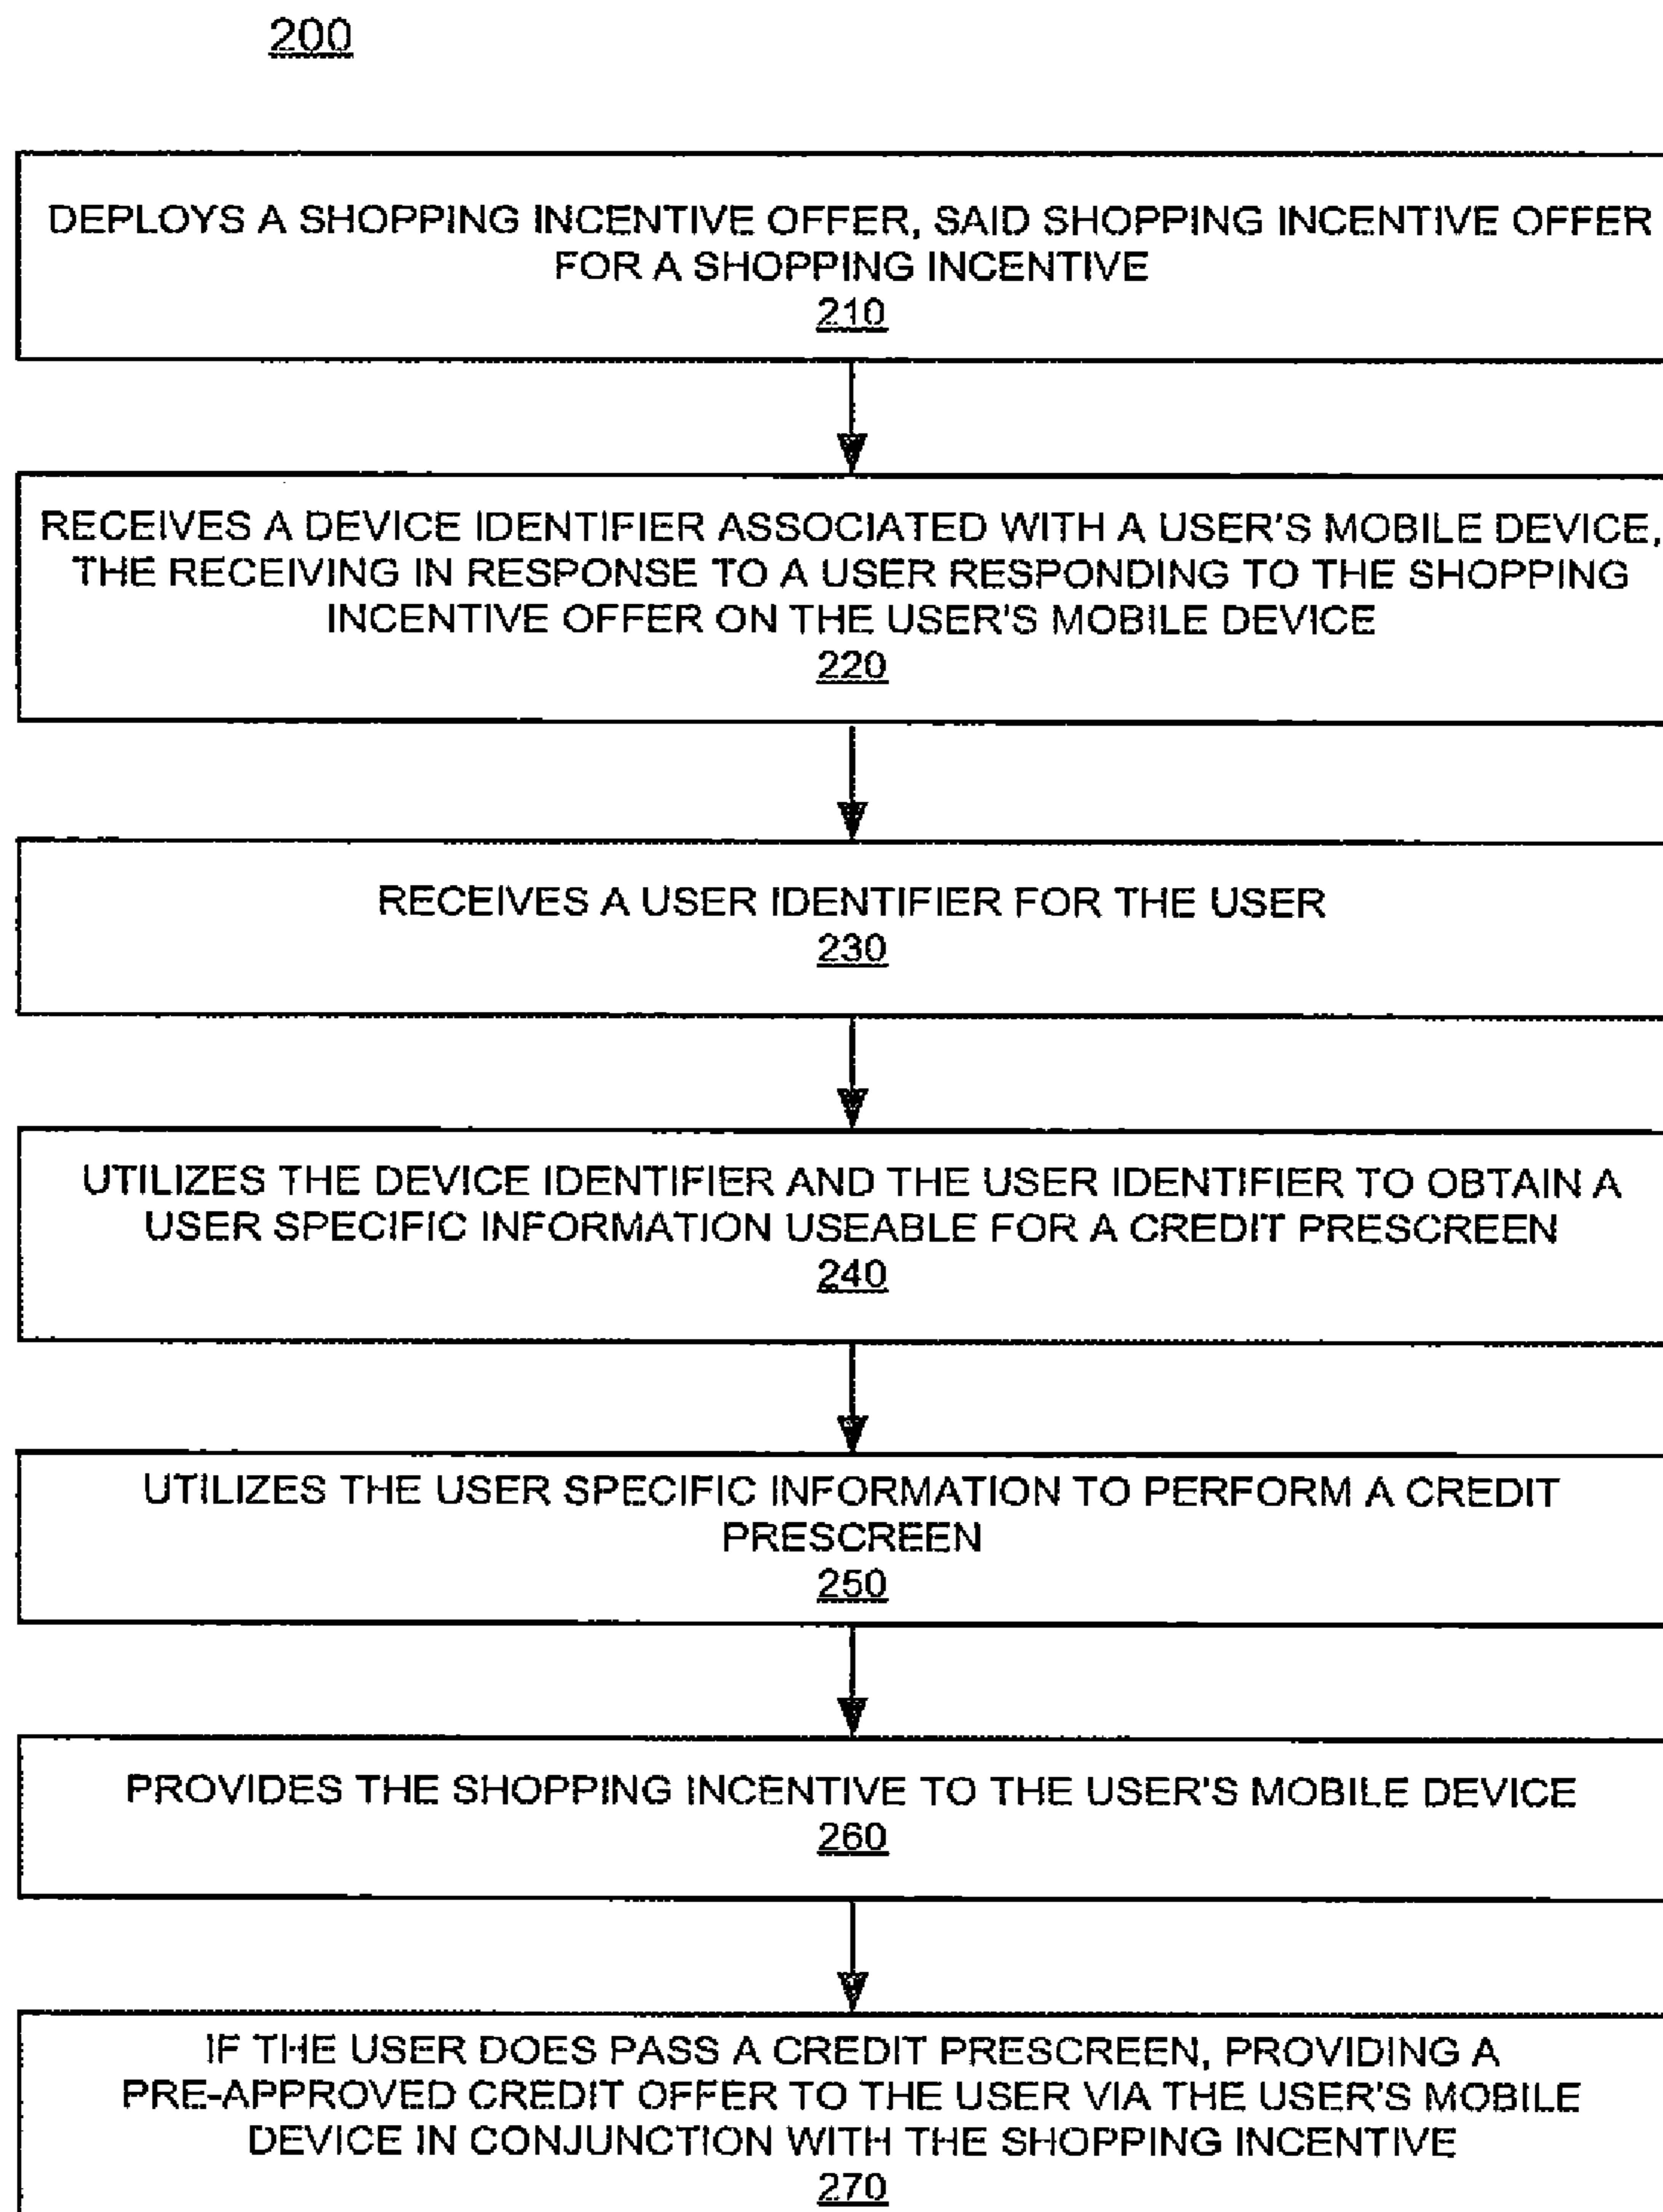 200
DEPLOYS A SHOPPING INCENTIVE OFFER, SAID SHOPPING INCENTIVE OFFER
FOR A SHOPPING INCENTIVE
210
RECEIVES A DEVICE IDENTIFIER ASSOCIATED WITH A USER'S MOBILE DEVICE,
THE RECEIVING IN RESPONSE TO A USER RESPONDING TO THE SHOPPING
INCENTIVE OFFER ON THE USER'S MOBILE DEVICE
220
RECEIVES A USER IDENTIFIER FOR THE USER
230
UTILIZES THE DEVICE IDENTIFIER AND THE USER IDENTIFIER TO OBTAIN A
USER SPECIFIC INFORMATION USEABLE FOR A CREDIT PRESCREEN
240
UTILIZES THE USER SPECIFIC INFORMATION TO PERFORM A CREDIT
PRESCREEN
250
PROVIDES THE SHOPPING INCENTIVE TO THE USER'S MOBILE DEVICE
260
IF THE USER DOES PASS A CREDIT PRESCREEN, PROVIDING A
PRE-APPROVED CREDIT OFFER TO THE USER VIA THE USER'S MOBILE
DEVICE IN CONJUNCTION WITH THE SHOPPING INCENTIVE
270